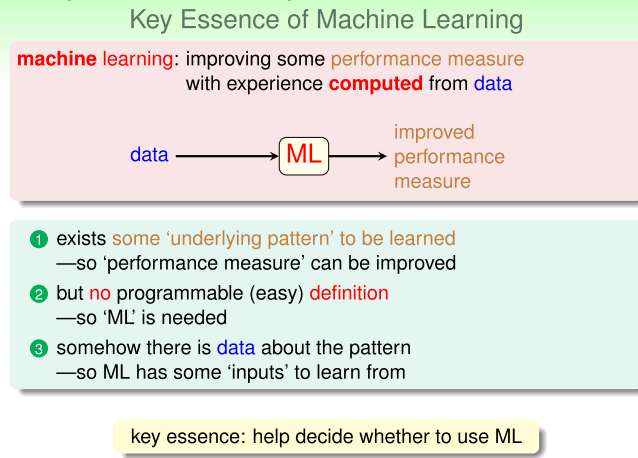 Key Essence of Machine Learning
machine learning: improving some performance measure
with experience computed from data
data
ML
improved
performance
measure
1 exists some ‘underlying pattern’ to be learned
—so ‘performance measure’ can be improved
2 but no programmable (easy) definition
—so ‘ML’ is needed
3 somehow there is data about the pattern
—so ML has some ‘inputs’ to learn from
key essence: help decide whether to use ML